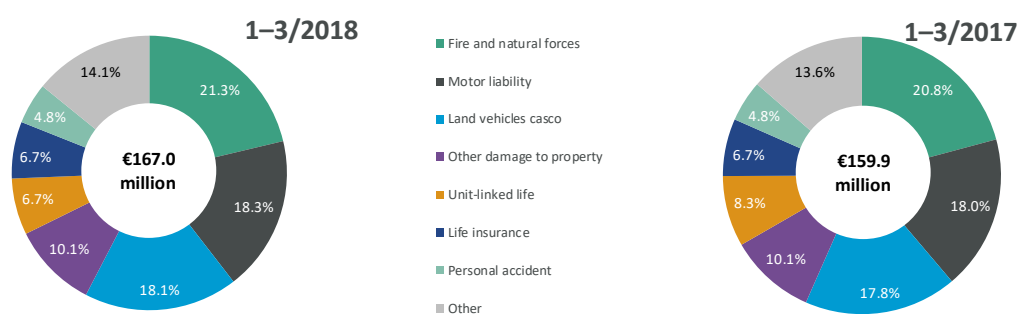 1–3/2018
14.1%
21.3%
4.8%
6.7%
6.7%
10.1%
18.1%
18.3%
€167.0
million
Fire and natural forces
Motor liability
Land vehicles casco
Other damage to property
Unit-linked life
Life insurance
Personal accident
Other
1–3/2017
13.6%
20.8%
4.8%
6.7%
8.3%
10.1%
17.8%
18.0%
€159.9
million